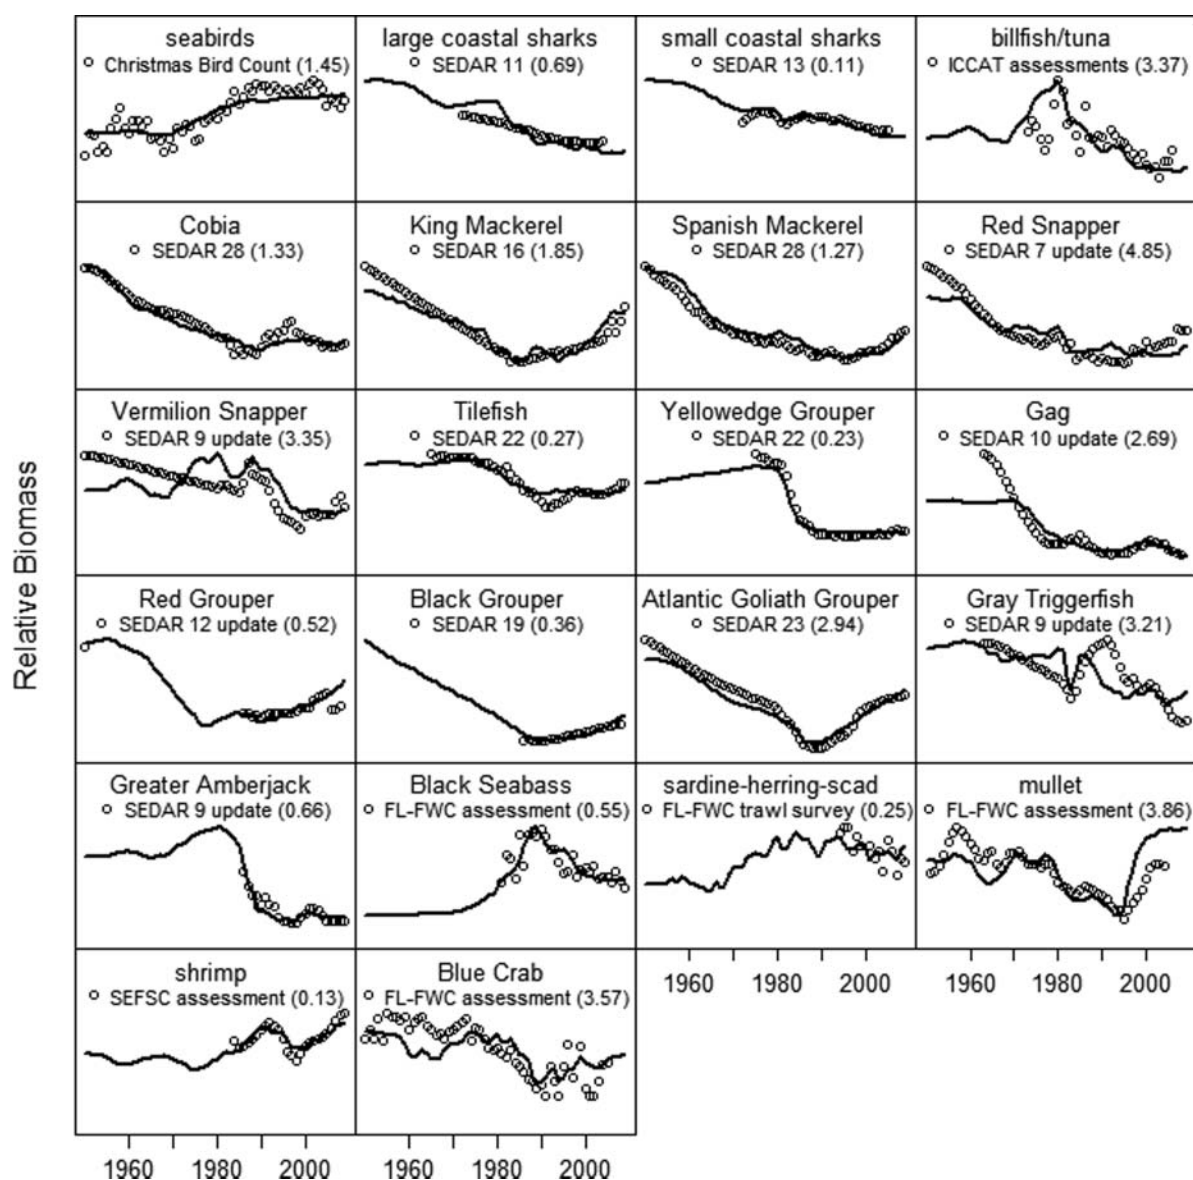 seabirds
Christmas Bird Count (1.45)
large coastal sharks
SEDAR 11 (0.69)
small coastal sharks
SEDAR 13 (0.11)
billfish/tuna
ICCAT assessments (3.37)
Cobia
SEDAR 28 (1.33)
King Mackerel
SEDAR 16 (1.85)
Spanish Mackerel
SEDAR 28 (1.27)
Red Snapper
SEDAR 7 update (4.85)
Vermilion Snapper
SEDAR 9 update (3.35)
Tilefish
SEDAR 22 (0.27)
Yellowedge Grouper
SEDAR 22 (0.23)
Gag
SEDAR 10 update (2.69)
Relative Biomass
Red Grouper
SEDAR 12 update (0.52)
Black Grouper
SEDAR 19 (0.36)
Atlantic Goliath Grouper
SEDAR 23 (2.94)
Gray Triggerfish
SEDAR 9 update (3.21)
Greater Amberjack
SEDAR 9 update (0.66)
Black Seabass
FL-FWC assessment (0.55)
sardine-herring-scad
FL-FWC trawl survey (0.25)
mullet
FL-FWC assessment (3.86)
shrimp
SEFSC assessment (0.13)
Blue Crab
FL-FWC assessment (3.57)
1960 1980 2000
1960 1980 2000
1960 1980 2000
1960 1980 2000